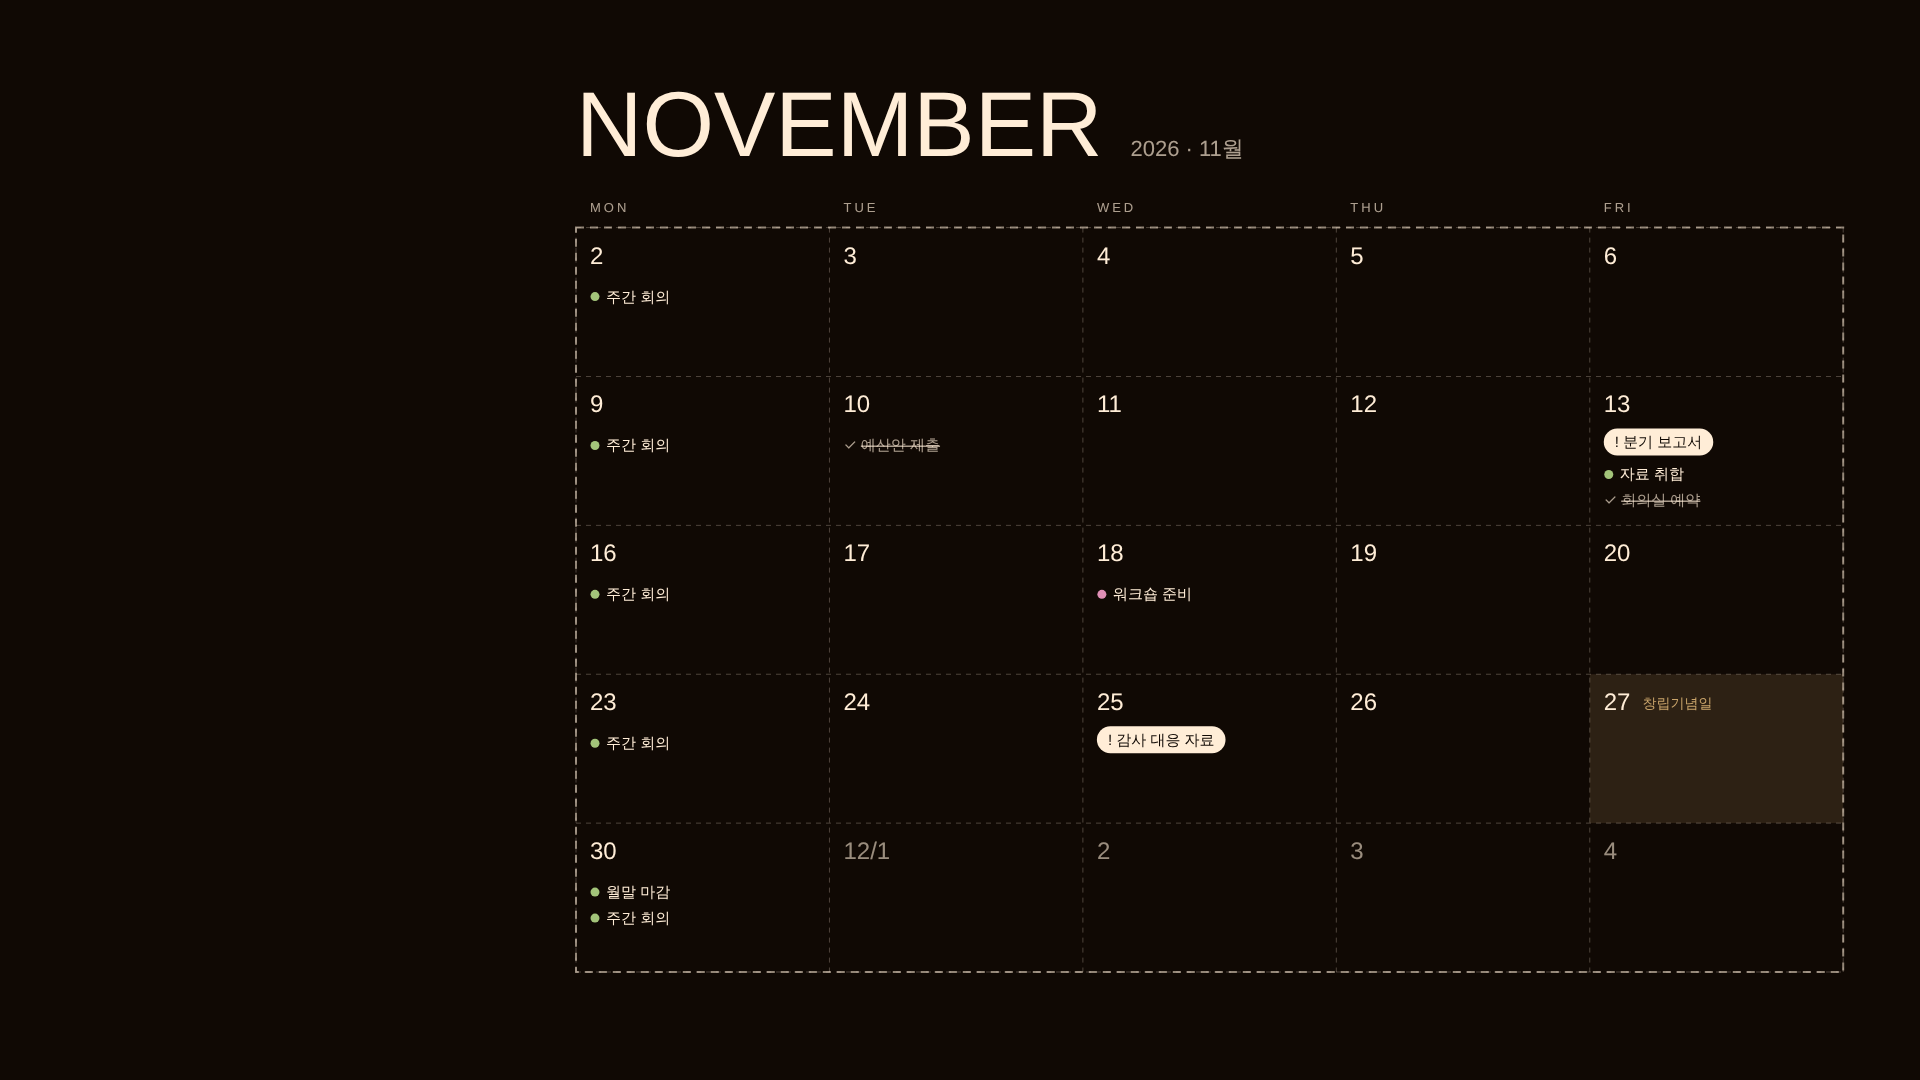 NOVEMBER 2026 · 11월
MON TUE WED THU FRI
2 3 4 5 6
주간 회의
9 10 11 12 13
주간 회의
예산안 제출
! 분기 보고서
자료 취합
회의실 예약
16 17 18 19 20
주간 회의
워크숍 준비
23 24 25 26 27 창립기념일
주간 회의
! 감사 대응 자료
30 12/1 2 3 4
월말 마감
주간 회의